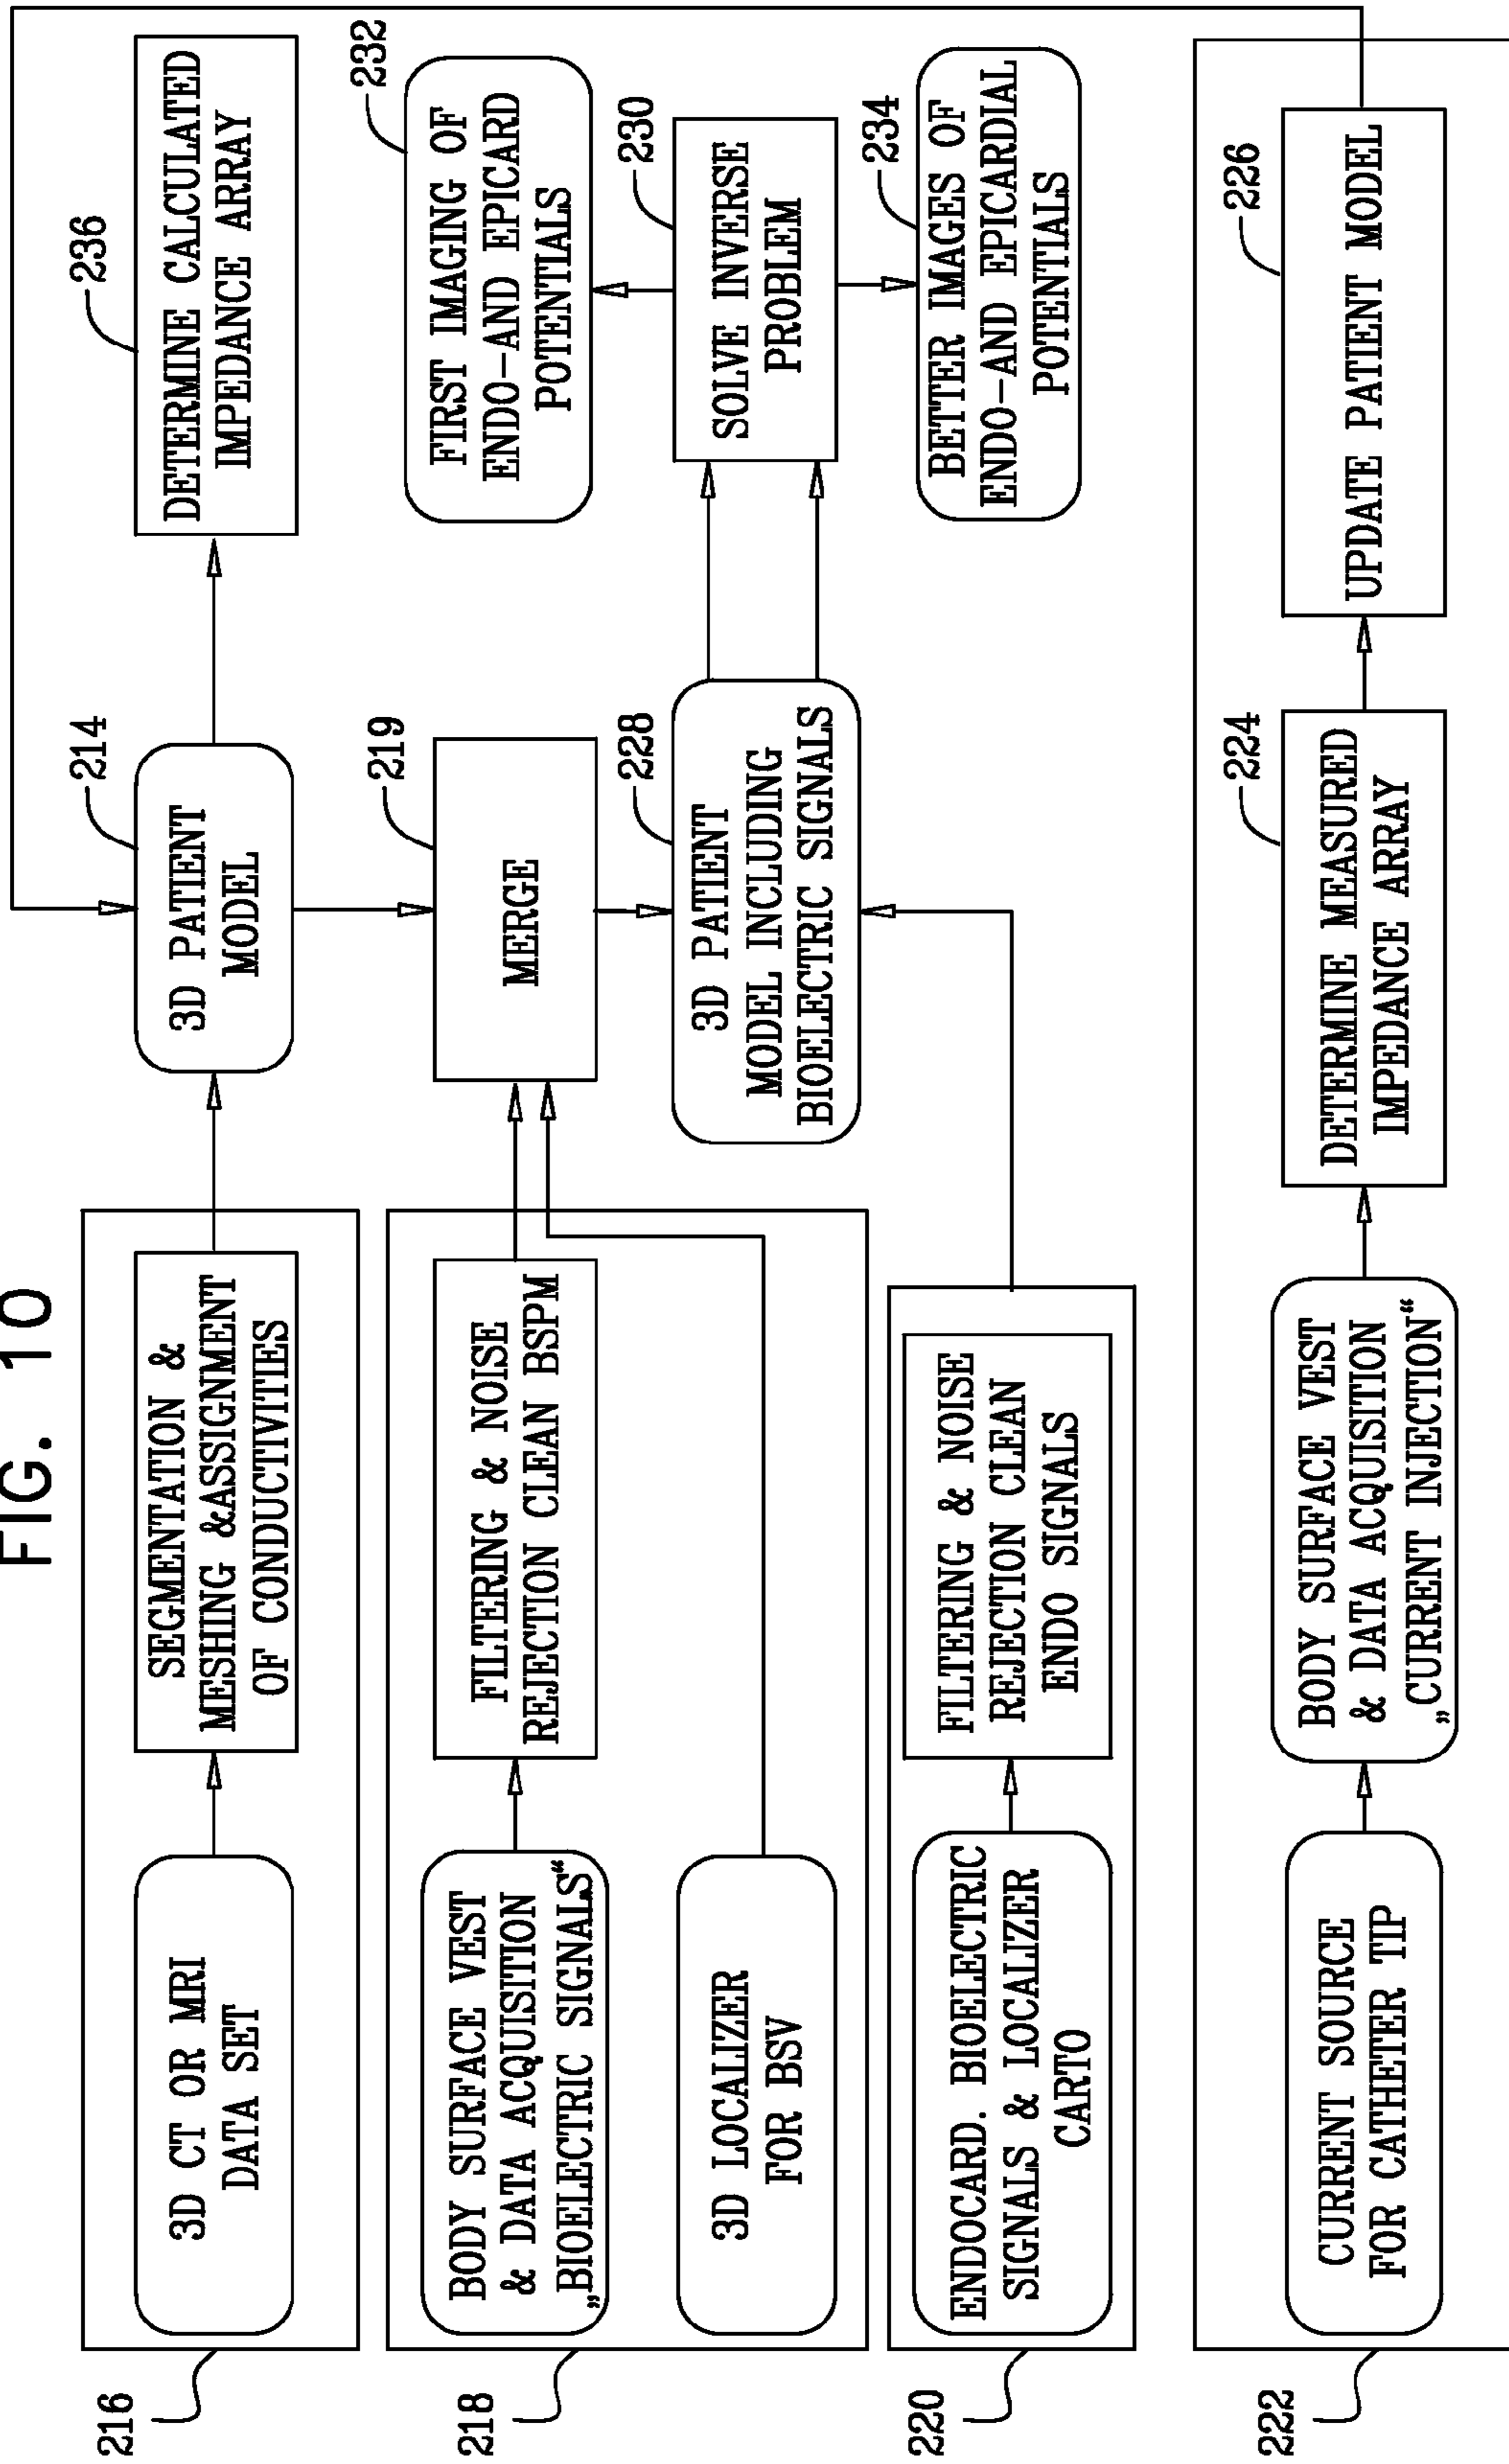 FIG. 10
216
3D CT OR MRI
DATA SET
SEGMENTATION &
MESHING &ASSIGNMENT
OF CONDUCTIVITIES
214
3D PATIENT
MODEL
236
DETERMINE CALCULATED
IMPEDANCE ARRAY
218
BODY SURFACE VEST
& DATA ACQUISITION
„BIOELECTRIC SIGNALS“
FILTERING & NOISE
REJECTION CLEAN BSPM
3D LOCALIZER
FOR BSV
219
MERGE
232
FIRST IMAGING OF
ENDO-AND EPICARD
POTENTIALS
228
3D PATIENT
MODEL INCLUDING
BIOELECTRIC SIGNALS
230
SOLVE INVERSE
PROBLEM
220
ENDOCARD. BIOELECTRIC
SIGNALS & LOCALIZER
CARTO
FILTERING & NOISE
REJECTION CLEAN
ENDO SIGNALS
234
BETTER IMAGES OF
ENDO-AND EPICARDIAL
POTENTIALS
222
CURRENT SOURCE
FOR CATHETER TIP
BODY SURFACE VEST
& DATA ACQUISITION
„CURRENT INJECTION“
224
DETERMINE MEASURED
IMPEDANCE ARRAY
226
UPDATE PATIENT MODEL